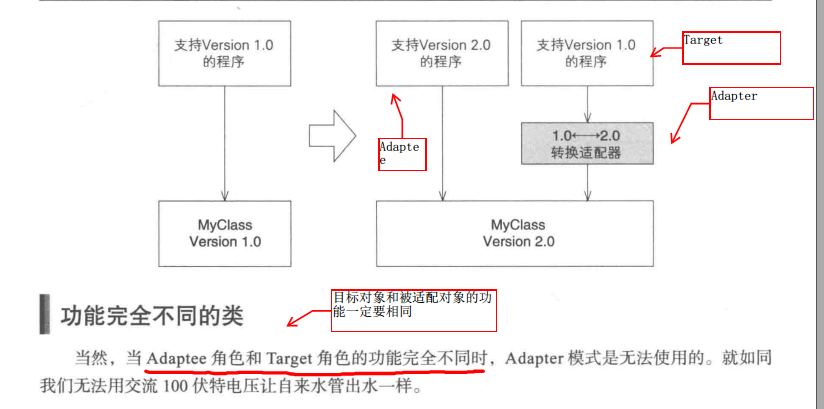 支持Version 1.0
的程序
支持Version 2.0
的程序
支持Version 1.0
的程序
Target
Adapter
Adapte
e
1.0←→2.0
转换适配器
MyClass
Version 1.0
MyClass
Version 2.0
功能完全不同的类
目标对象和被适配对象的功
能一定要相同
当然，当 Adaptee 角色和 Target 角色的功能完全不同时，Adapter 模式是无法使用的。就如同
我们无法用交流 100 伏特电压让自来水管出水一样。